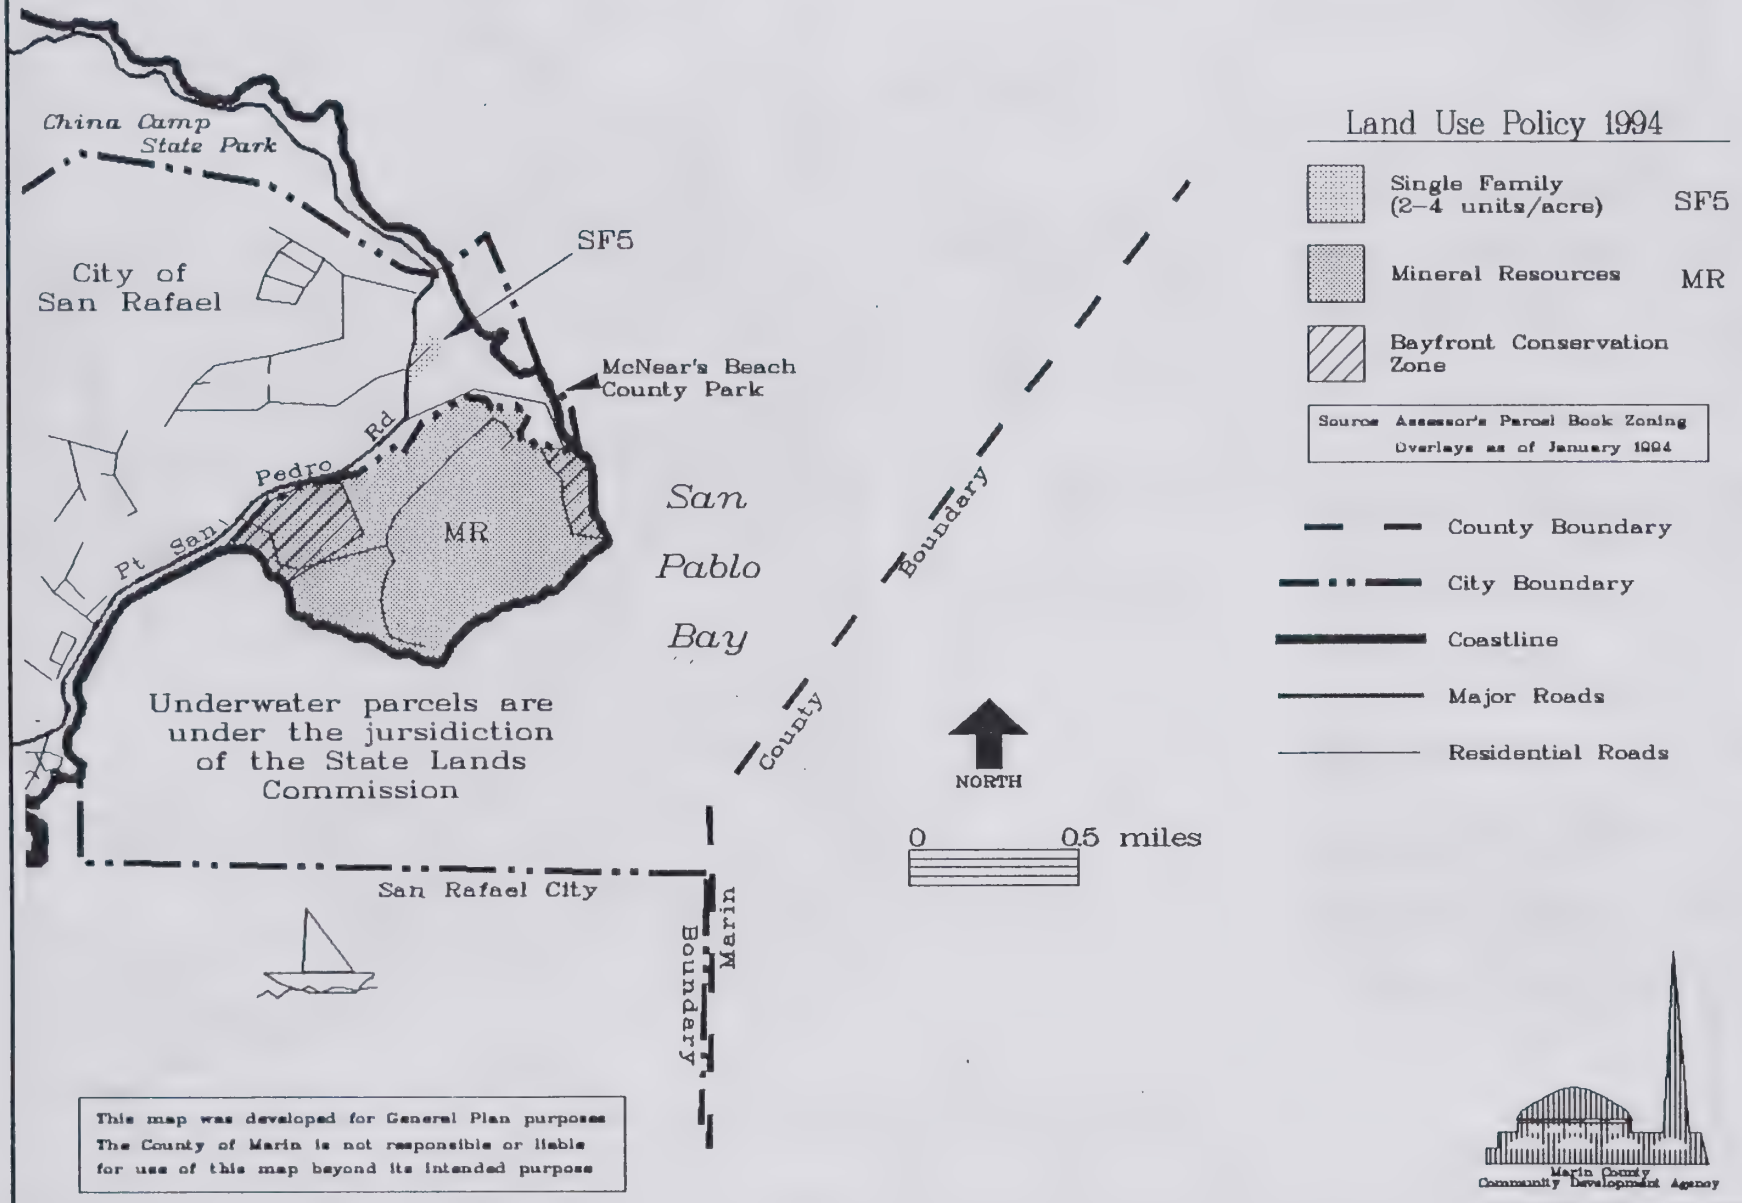 China Camp
State Park
City of
San Rafael
SF5
McNear's Beach
County Park
Pt San Pedro Rd
MR
San
Pablo
Bay
Underwater parcels are
under the jursidiction
of the State Lands
Commission
San Rafael City
Boundary
Marin
County
Boundary
NORTH
0 0.5 miles
Land Use Policy 1994
Single Family
(2-4 units/acre) SF5
Mineral Resources MR
Bayfront Conservation
Zone
Source Assessor's Parcel Book Zoning
Overlays as of January 1994
County Boundary
City Boundary
Coastline
Major Roads
Residential Roads
This map was developed for General Plan purposes
The County of Marin is not responsible or liable
for use of this map beyond its intended purpose
Marin County
Community Development Agency